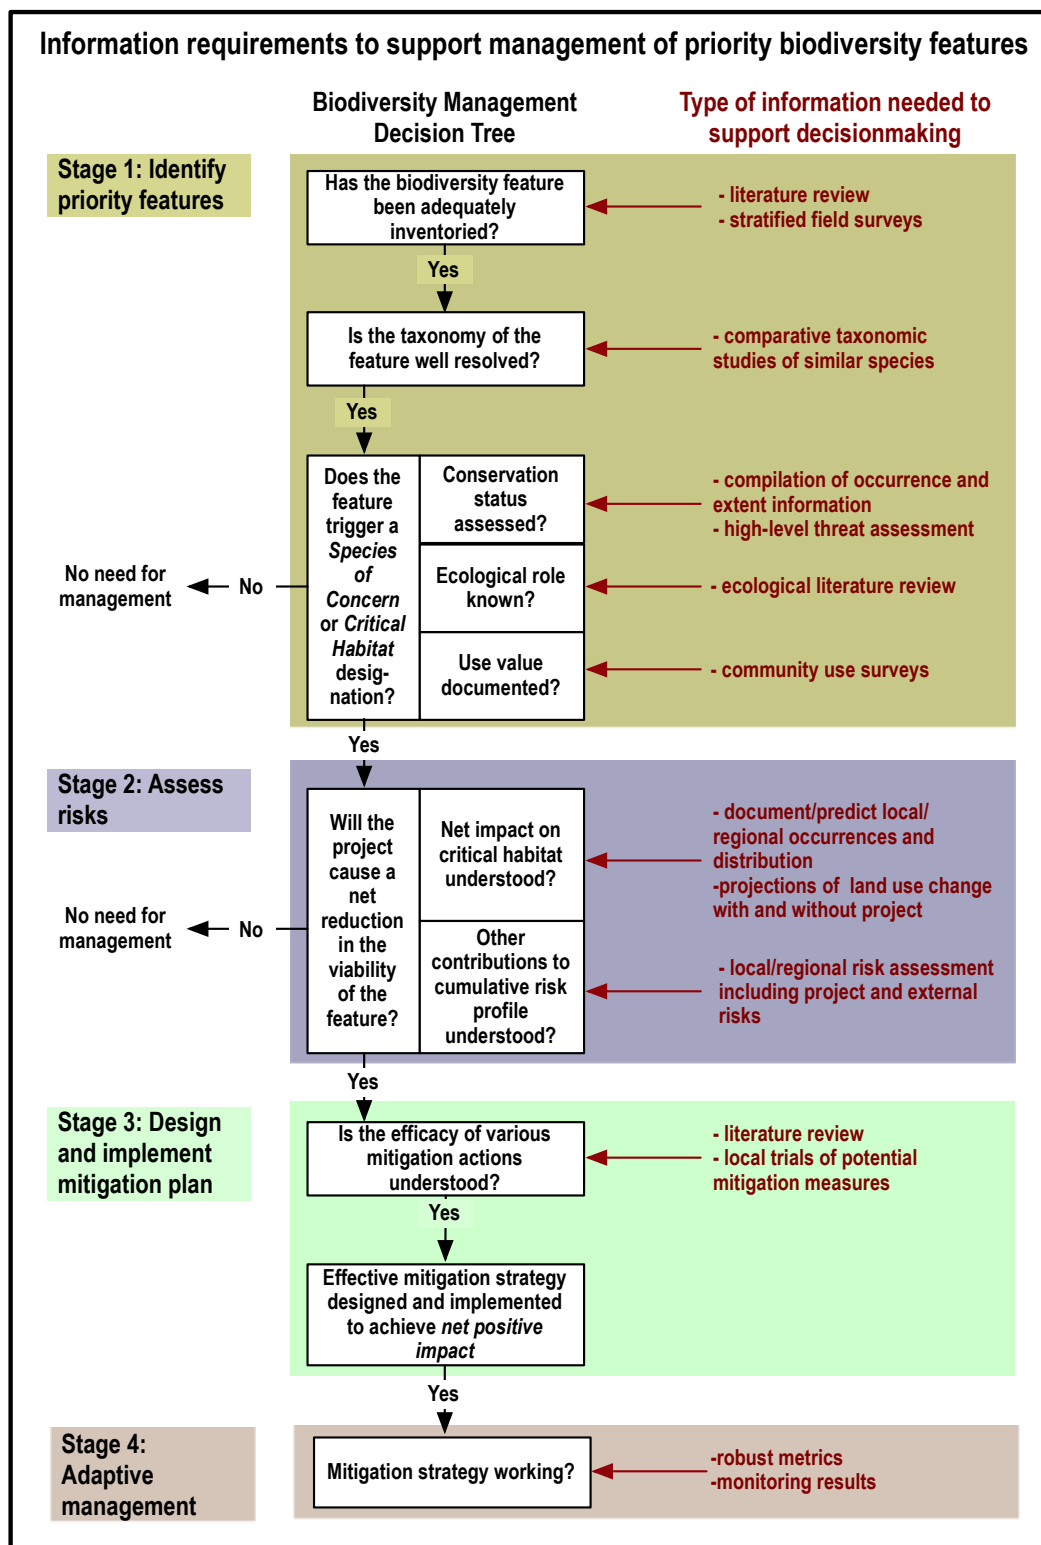 Information requirements to support management of priority biodiversity features
Biodiversity Management
Decision Tree
Type of information needed to
support decisionmaking
Stage 1: Identify
priority features
Has the biodiversity feature
been adequately
inventoried?
- literature review
- stratified field surveys
Yes
Is the taxonomy of the
feature well resolved?
- comparative taxonomic
studies of similar species
Yes
Does the
feature
trigger a
Species
of
Concern
or Critical
Habitat
desig-
nation?
Conservation
status
assessed?
- compilation of occurrence and
extent information
- high-level threat assessment
Ecological role
known?
- ecological literature review
Use value
documented?
- community use surveys
No
No need for
management
Yes
Stage 2: Assess
risks
Will the
project
cause a
net
reduction
in the
viability
of the
feature?
Net impact on
critical habitat
understood?
- document/predict local/
regional occurrences and
distribution
-projections of  land use change
with and without project
Other
contributions to
cumulative risk
profile
understood?
- local/regional risk assessment
including project and external
risks
No
No need for
management
Yes
Stage 3: Design
and implement
mitigation plan
Is the efficacy of various
mitigation actions
understood?
- literature review
- local trials of potential
mitigation measures
Yes
Effective mitigation strategy
designed and implemented
to achieve net positive
impact
Yes
Stage 4:
Adaptive
management
Mitigation strategy working?
-robust metrics
-monitoring results